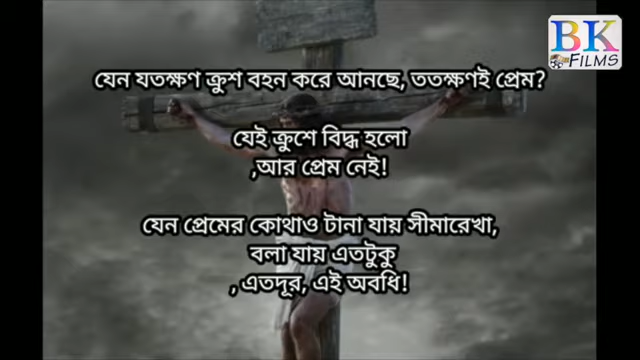 BK
FILMS
যেন যতক্ষণ ক্রুশ বহন করে আনছে, ততক্ষণই প্রেম?
যেই ক্রুশে বিদ্ধ হলো
,আর প্রেম নেই!
যেন প্রেমের কোথাও টানা যায় সীমারেখা,
বলা যায় এতটুকু
, এতদূর, এই অবধি!